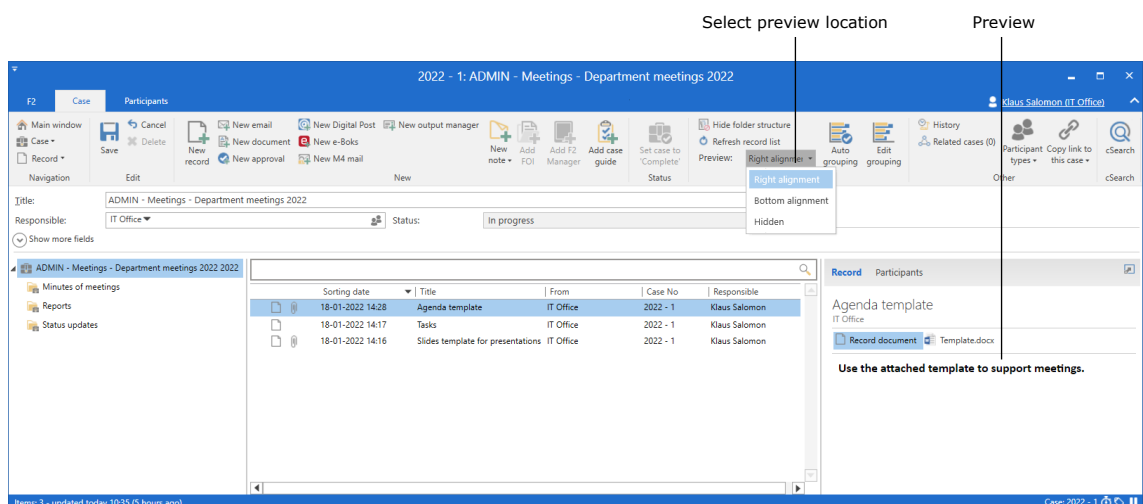 Select preview location Preview
2022 - 1: ADMIN - Meetings - Department meetings 2022
F2 Case Participants Klaus Salomon (IT Office)
Main window Cancel New email New Digital Post New output manager Hide folder structure History
Case Save Delete New record New document New e-Boks New note Add FOI Add F2 Manager Add case guide Set case to 'Complete' Refresh record list Auto grouping Edit grouping Related cases (0) Participant types Copy link to this case cSearch
Record New approval New M4 mail Preview: Right alignmer
Navigation Edit New Status Other cSearch
Right alignment
Bottom alignment
Hidden
Title: ADMIN - Meetings - Department meetings 2022
Responsible: IT Office Status: In progress
Show more fields
ADMIN - Meetings - Department meetings 2022 2022 Record Participants
Minutes of meetings
Reports
Status updates
Sorting date Title From Case No Responsible
18-01-2022 14:28 Agenda template IT Office 2022 - 1 Klaus Salomon
18-01-2022 14:17 Tasks IT Office 2022 - 1 Klaus Salomon
18-01-2022 14:16 Slides template for presentations IT Office 2022 - 1 Klaus Salomon
Agenda template
IT Office
Record document Template.docx
Use the attached template to support meetings.
Items: 3 - updated today 10:35 (5 hours ago) Case: 2022 - 1